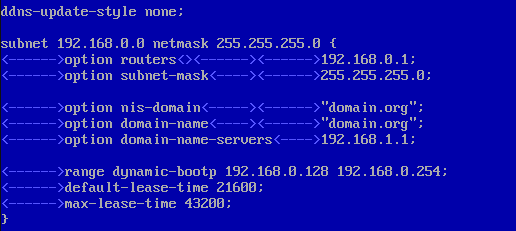 ddns-update-style none;
subnet 192.168.0.0 netmask 255.255.255.0 {
<------>option routers<><------><------>192.168.0.1;
<------>option subnet-mask<----><------>255.255.255.0;
<------>option nis-domain<-----><------>"domain.org";
<------>option domain-name<----><------>"domain.org";
<------>option domain-name-servers<---->192.168.1.1;
<------>range dynamic-bootp 192.168.0.128 192.168.0.254;
<------>default-lease-time 21600;
<------>max-lease-time 43200;
}